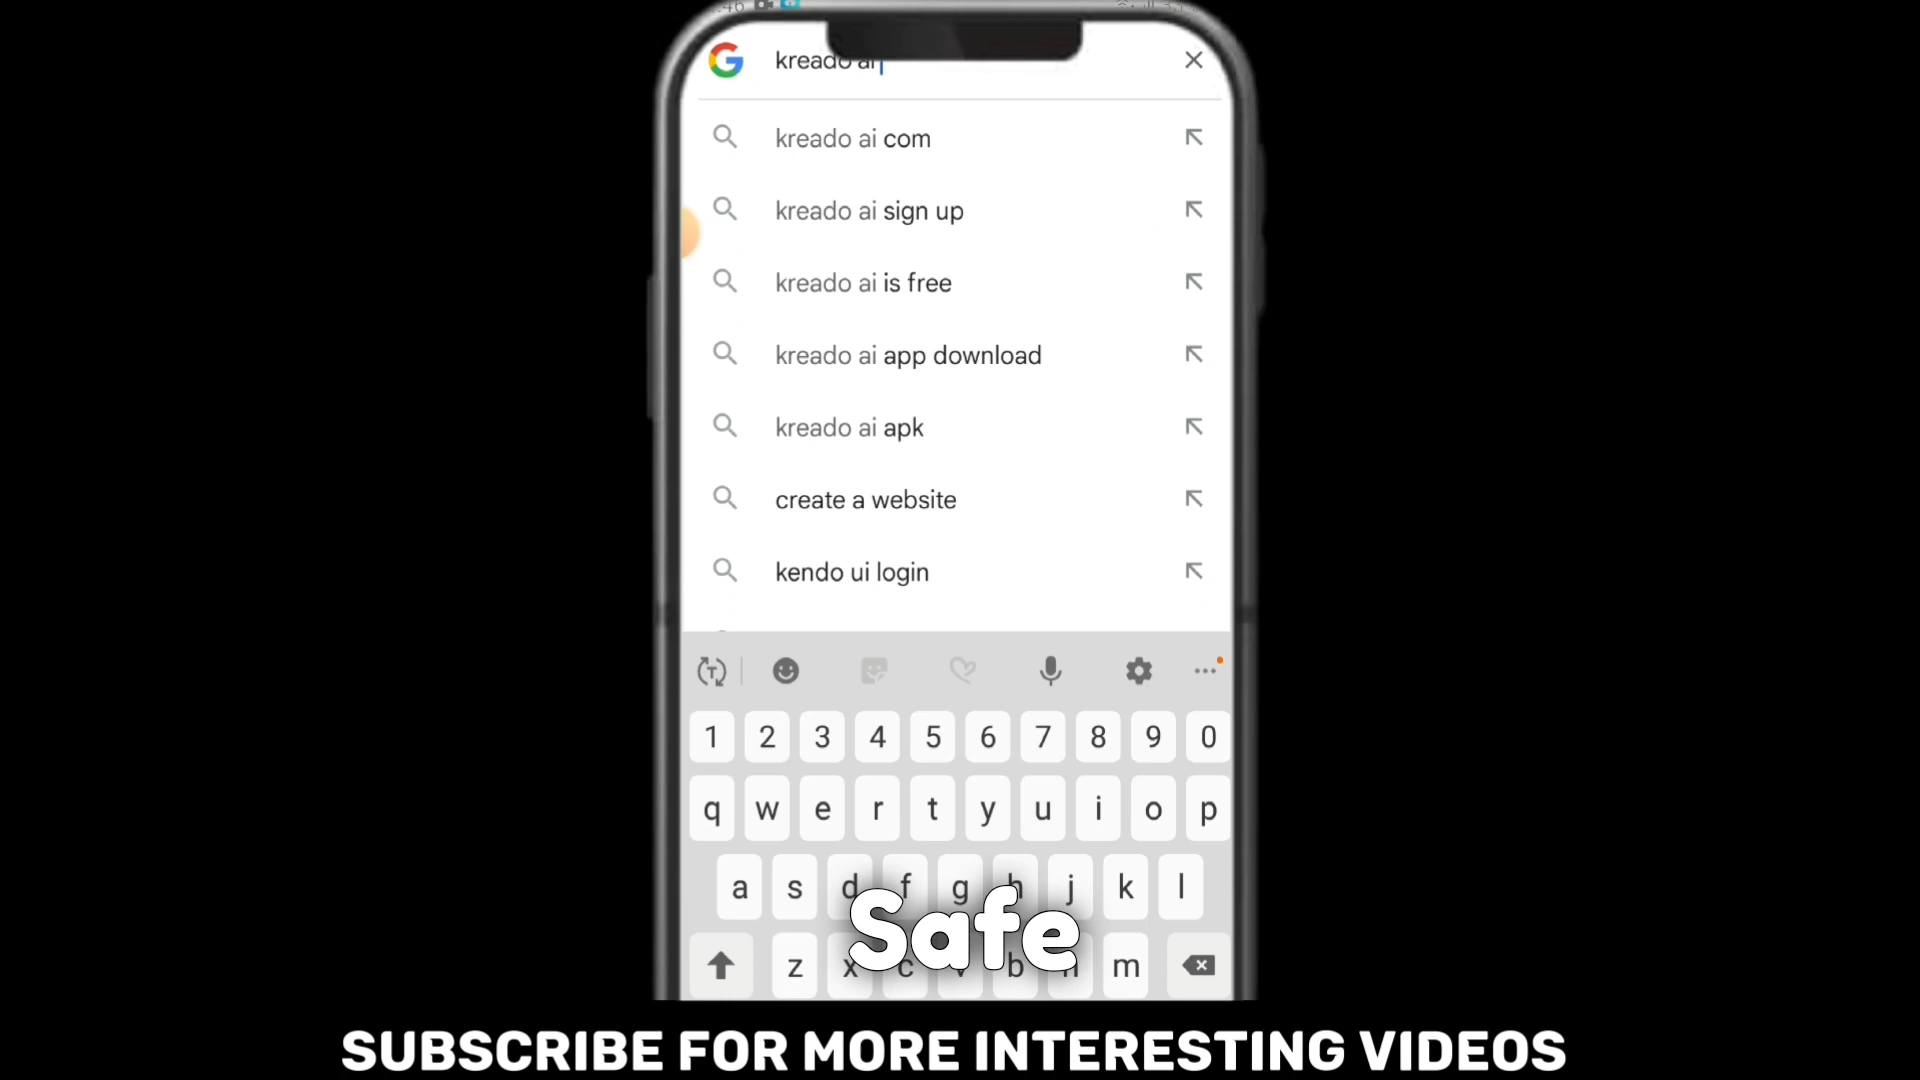 kreado ai
kreado ai com
kreado ai sign up
kreado ai is free
kreado ai app download
kreado ai apk
create a website
kendo ui login
1 2 3 4 5 6 7 8 9 0
q w e r t y u i o p
a s d f g h j k l
z x c v b n m
Safe
SUBSCRIBE FOR MORE INTERESTING VIDEOS